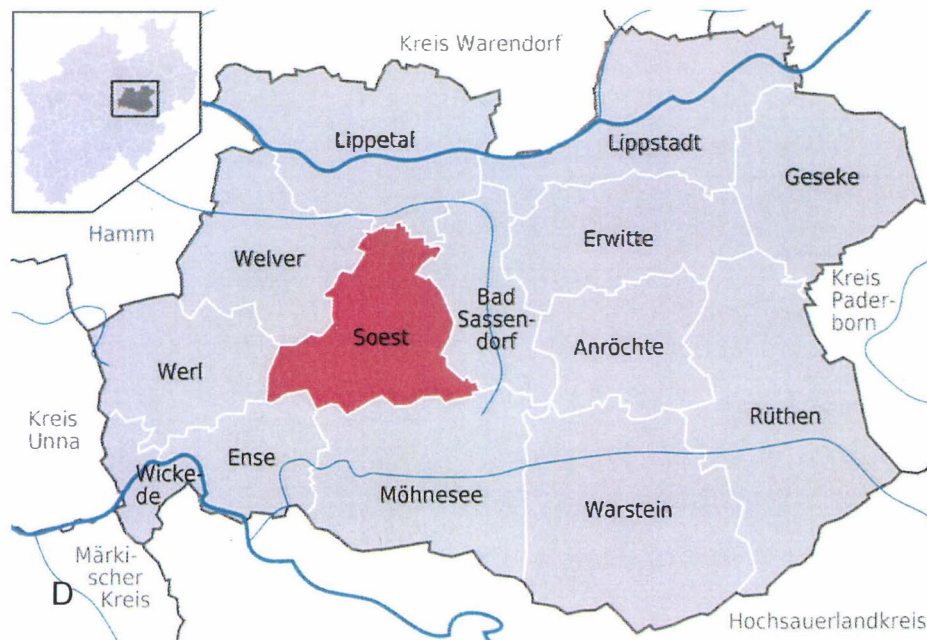 Kreis Warendorf
Lippetal
Lippstadt
Geseke
Hamm
Welver
Erwitte
Kreis
Pader-
born
Bad
Sassen-
dorf
Soest
Anröchte
Werl
Kreis
Unna
Rüthen
Ense
Wicke-
de
Möhnesee
Warstein
Märki-
scher
Kreis
D
Hochsauerlandkreis